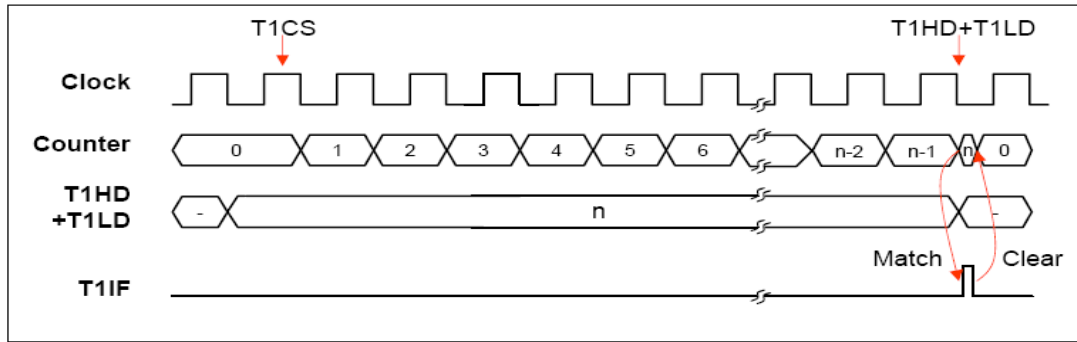 T1CS T1HD+T1LD
Clock
Counter 0 1 2 3 4 5 6 n-2 n-1 n 0
T1HD
+T1LD - n -
Match Clear
T1IF